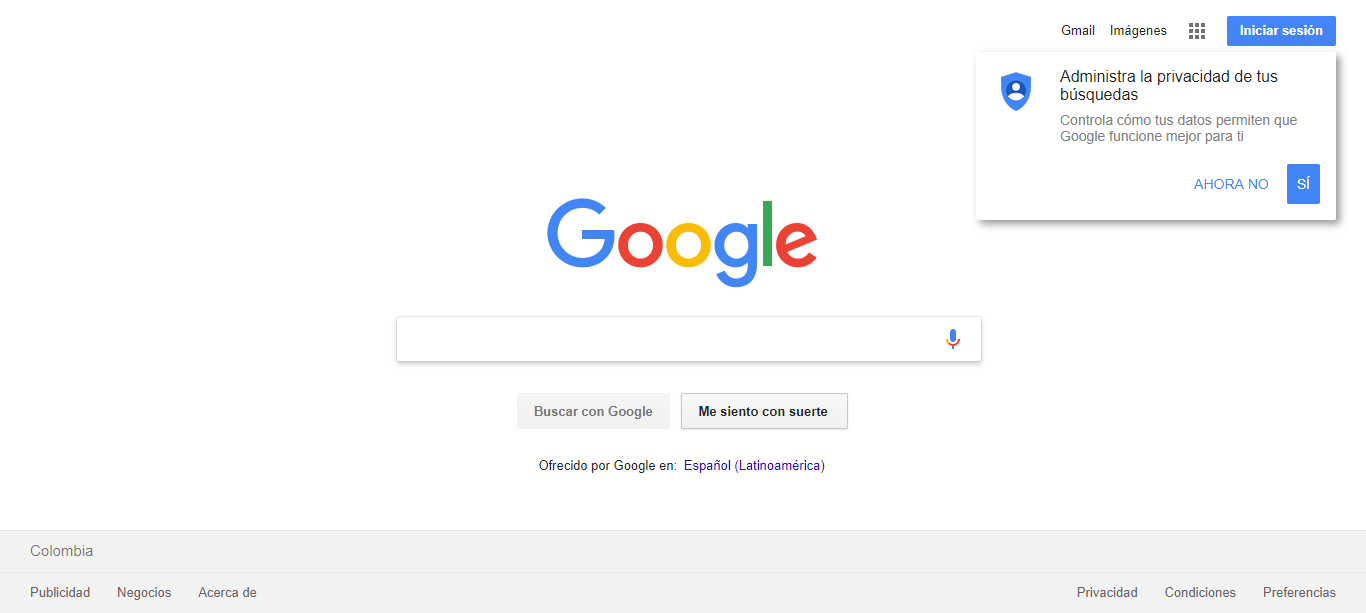 Gmail Imágenes Iniciar sesión
Administra la privacidad de tus
búsquedas
Controla cómo tus datos permiten que
Google funcione mejor para ti
AHORA NO SÍ
Google
Buscar con Google Me siento con suerte
Ofrecido por Google en: Español (Latinoamérica)
Colombia
Publicidad Negocios Acerca de Privacidad Condiciones Preferencias